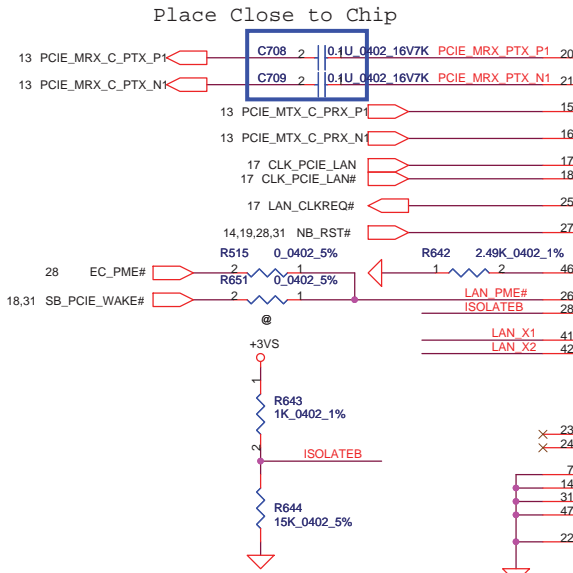 Place Close to Chip
13 PCIE_MRX_C_PTX_P1 C708 2 1 0.1U_0402_16V7K PCIE_MRX_PTX_P1 20
13 PCIE_MRX_C_PTX_N1 C709 2 1 0.1U_0402_16V7K PCIE_MRX_PTX_N1 21
13 PCIE_MTX_C_PRX_P1 15
13 PCIE_MTX_C_PRX_N1 16
17 CLK_PCIE_LAN 17
17 CLK_PCIE_LAN# 18
17 LAN_CLKREQ# 25
14,19,28,31 NB_RST# 27
R515 0_0402_5% R642 2.49K_0402_1%
28 EC_PME# 2 1 1 2 46
R651 0_0402_5%
18,31 SB_PCIE_WAKE# 2 1 LAN_PME# 26
ISOLATEB 28
@
LAN_X1 41
+3VS LAN_X2 42
1
R643
1K_0402_1%
2
23
24
ISOLATEB
7
14
R644 31
15K_0402_5% 47
22